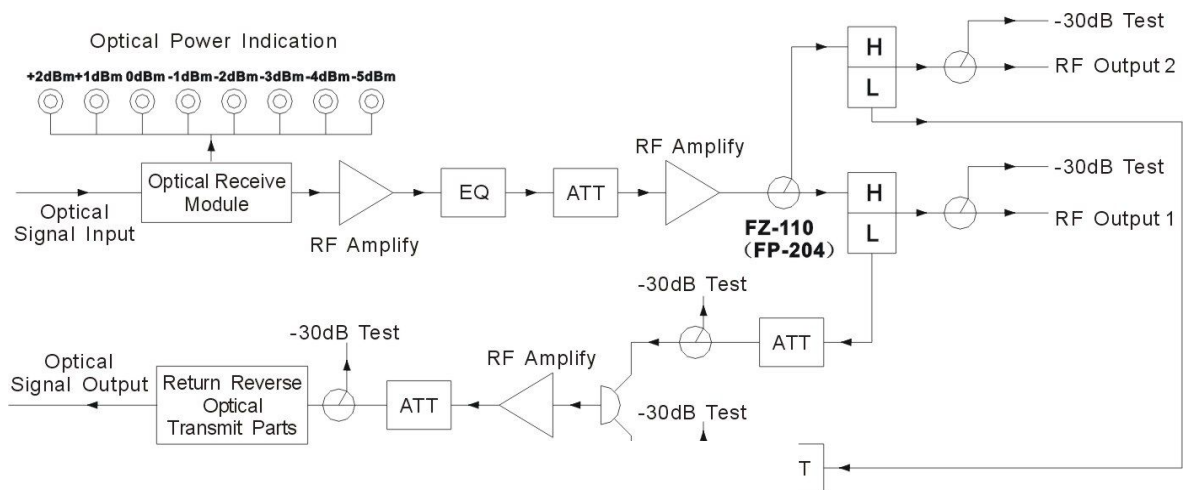 Optical Power Indication
+2dBm +1dBm 0dBm -1dBm -2dBm -3dBm -4dBm -5dBm
Optical Receive
Module
Optical
Signal Input
RF Amplify
EQ
ATT
RF Amplify
FZ-110
(FP-204)
H
L
-30dB Test
RF Output 2
H
L
-30dB Test
RF Output 1
-30dB Test
ATT
-30dB Test
RF Amplify
ATT
-30dB Test
Optical
Signal Output
Return Reverse
Optical
Transmit Parts
T